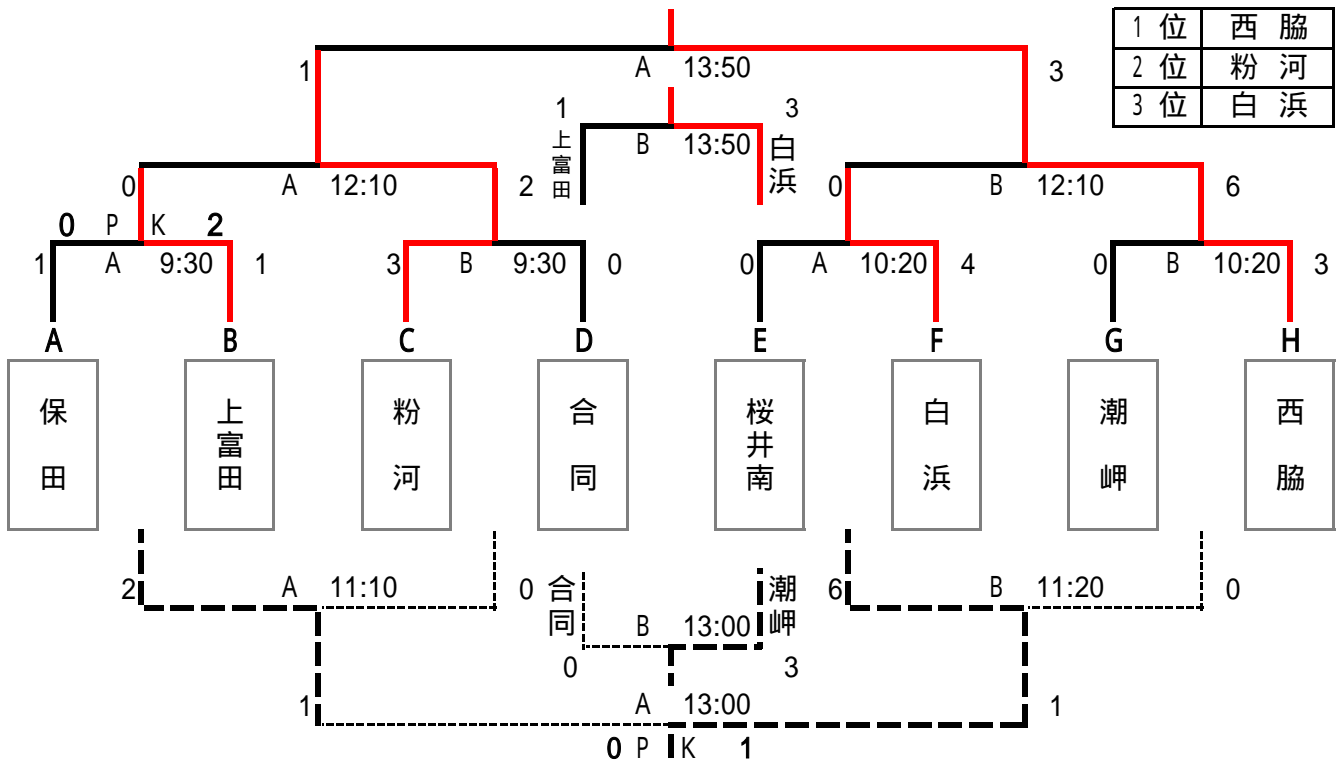 1 位 西 脇
2 位 粉 河
3 位 白 浜
1 A 13:50 3
1 3
上富田 B 13:50 白浜
0 A 12:10 2
0 B 12:10 6
0 P K 2
1 A 9:30 1
3 B 9:30 0
0 A 10:20 4
0 B 10:20 3
A B C D E F G H
保田
上富田
粉河
合同
桜井南
白浜
潮岬
西脇
2 A 11:10 0
合同 B 13:00 潮岬
0 3
6 B 11:20 0
1 A 13:00 1
0 P K 1